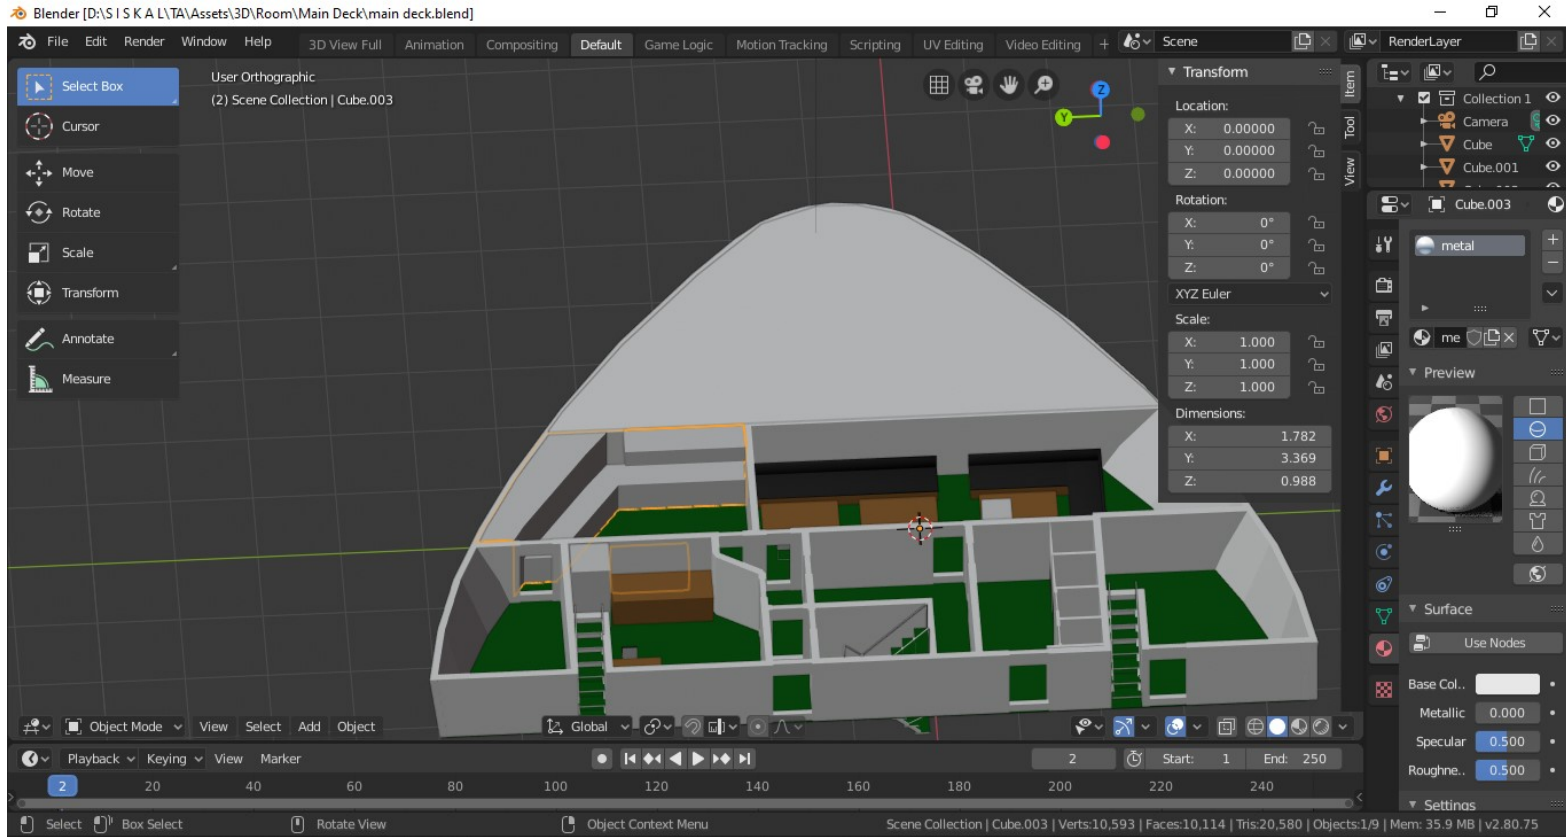 Blender [D:\S I S K A L\TA\Assets\3D\Room\Main Deck\main deck.blend]
File Edit Render Window Help 3D View Full Animation Compositing Default Game Logic Motion Tracking Scripting UV Editing Video Editing + Scene RenderLayer
Select Box
Cursor
Move
Rotate
Scale
Transform
Annotate
Measure
User Orthographic
(2) Scene Collection | Cube.003
Z
Y
Transform
Location:
X: 0.00000
Y: 0.00000
Z: 0.00000
Rotation:
X: 0°
Y: 0°
Z: 0°
XYZ Euler
Scale:
X: 1.000
Y: 1.000
Z: 1.000
Dimensions:
X: 1.782
Y: 3.369
Z: 0.988
Item
Tool
View
Collection 1
Camera
Cube
Cube.001
Cube.003
metal
me
Preview
Surface
Use Nodes
Base Col..
Metallic 0.000
Specular 0.500
Roughne.. 0.500
Settings
Object Mode View Select Add Object Global
Playback Keying View Marker 2 Start: 1 End: 250
2 20 40 60 80 100 120 140 160 180 200 220 240
Select Box Select Rotate View Object Context Menu Scene Collection | Cube.003 | Verts:10,593 | Faces:10,114 | Tris:20,580 | Objects:1/9 | Mem: 35.9 MB | v2.80.75